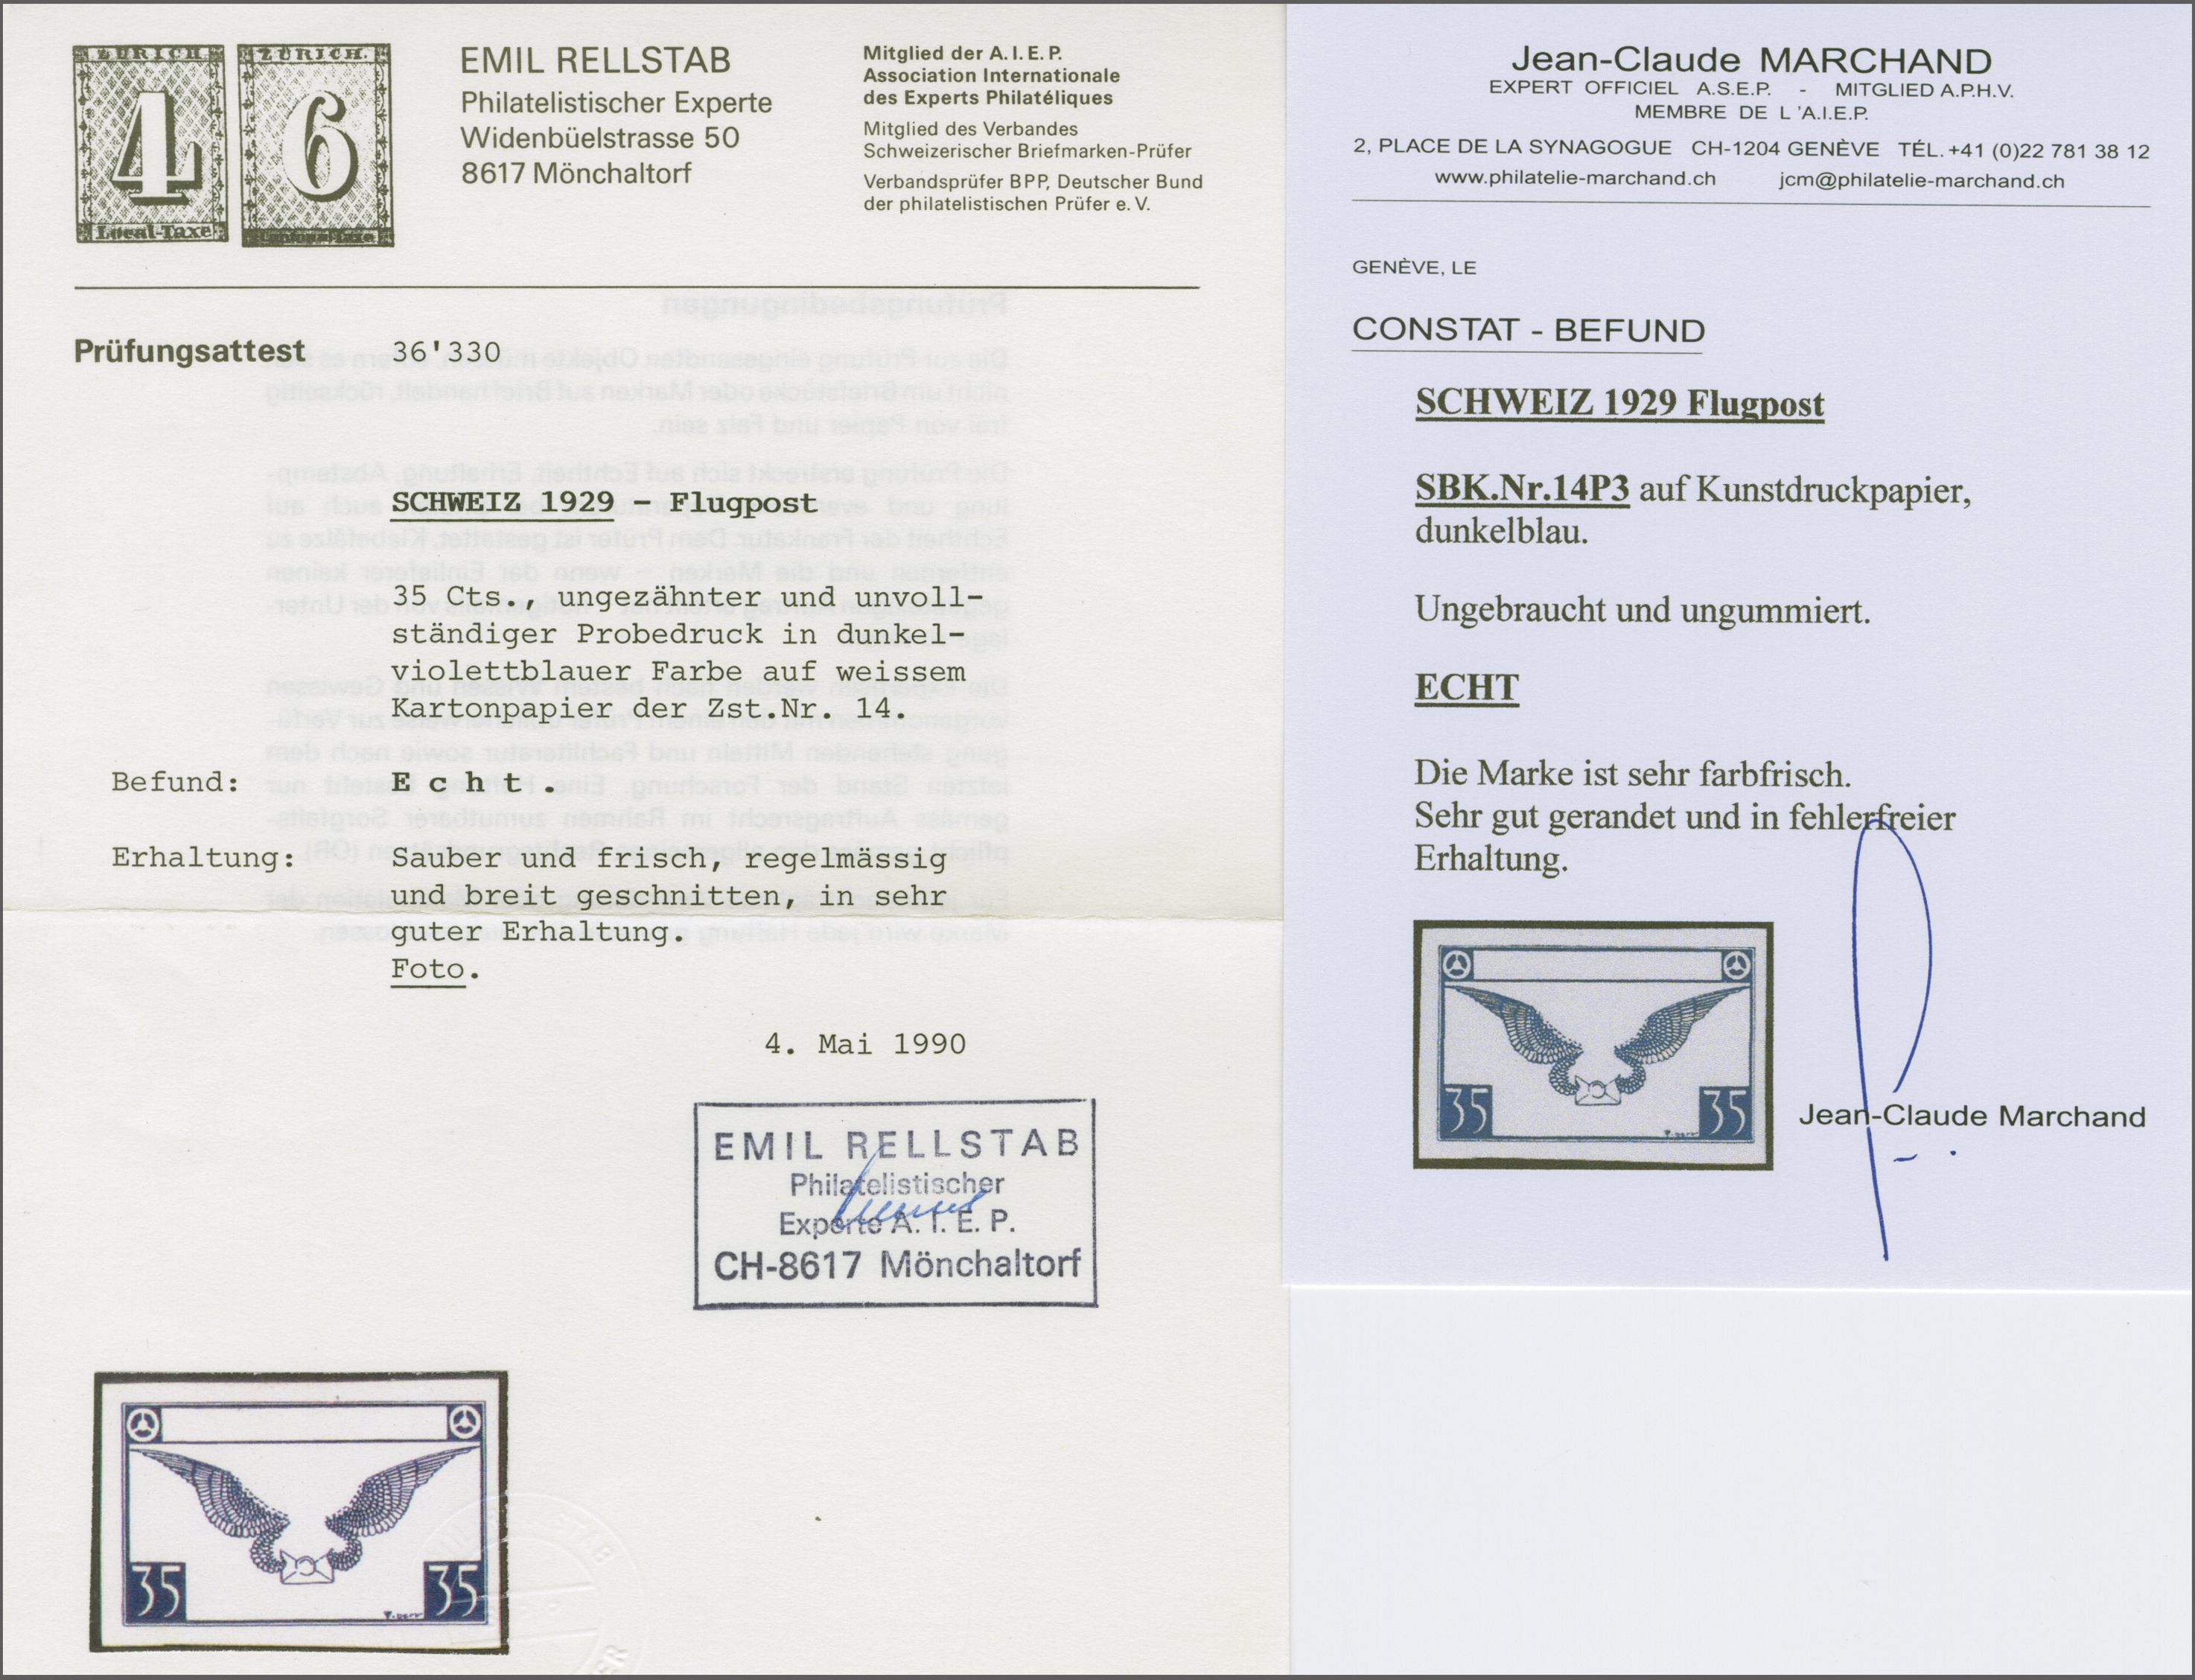 ZÜRICH
4
Local-Taxe
ZÜRICH.
6
EMIL RELLSTAB
Philatelistischer Experte
Widenbüelstrasse 50
8617 Mönchaltorf
Mitglied der A.I.E.P.
Association Internationale
des Experts Philatéliques
Mitglied des Verbandes
Schweizerischer Briefmarken-Prüfer
Verbandsprüfer BPP, Deutscher Bund
der philatelistischen Prüfer e.V.
Prüfungsattest 36'330
SCHWEIZ 1929 – Flugpost
35 Cts., ungezähnter und unvoll-
ständiger Probedruck in dunkel-
violettblauer Farbe auf weissem
Kartonpapier der Zst.Nr. 14.
Befund: Echt.
Erhaltung: Sauber und frisch, regelmässig
und breit geschnitten, in sehr
guter Erhaltung.
Foto.
4. Mai 1990
EMIL RELLSTAB
Philatelistischer
Experte A. I. E. P.
CH-8617 Mönchaltorf
35 35
Jean-Claude MARCHAND
EXPERT OFFICIEL A.S.E.P. - MITGLIED A.P.H.V.
MEMBRE DE L 'A.I.E.P.
2, PLACE DE LA SYNAGOGUE CH-1204 GENÈVE TÉL. +41 (0)22 781 38 12
www.philatelie-marchand.ch jcm@philatelie-marchand.ch
GENÈVE, LE
CONSTAT - BEFUND
SCHWEIZ 1929 Flugpost
SBK.Nr.14P3 auf Kunstdruckpapier,
dunkelblau.
Ungebraucht und ungummiert.
ECHT
Die Marke ist sehr farbfrisch.
Sehr gut gerandet und in fehlerfreier
Erhaltung.
35 35
Jean-Claude Marchand